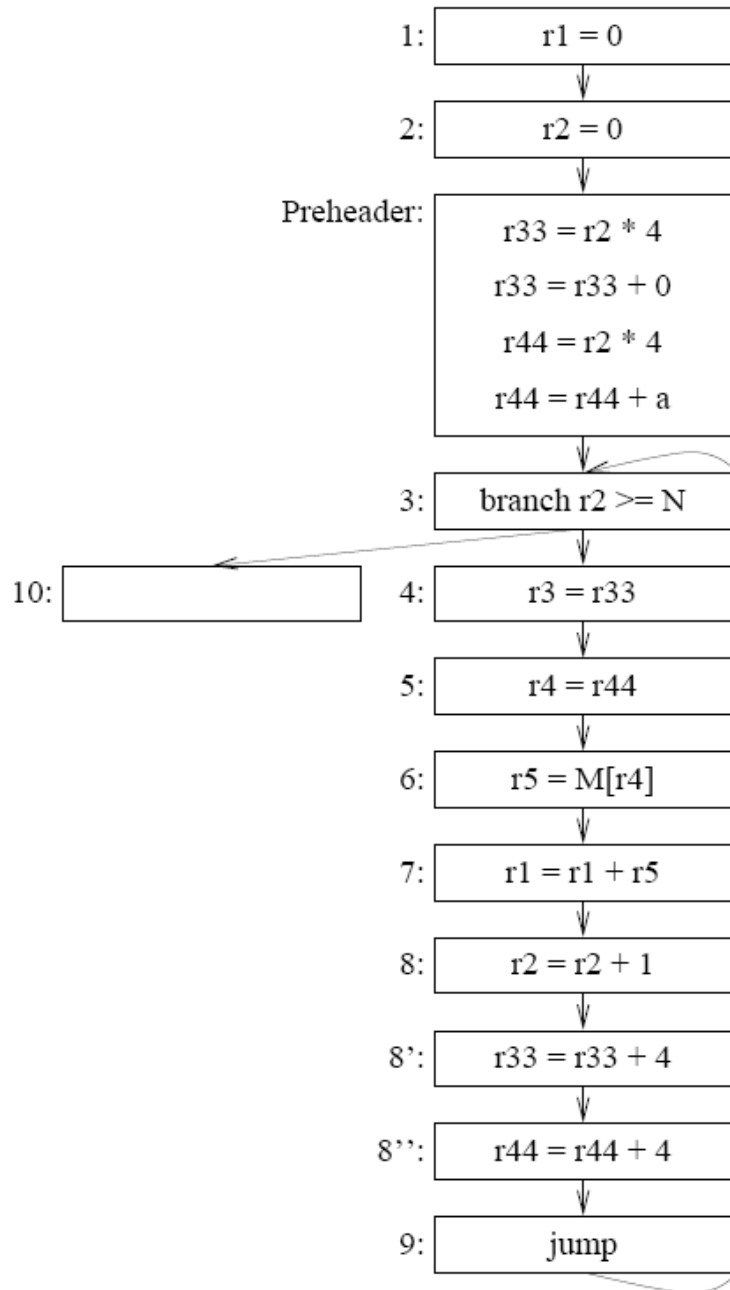 1: r1 = 0
2: r2 = 0
Preheader:
r33 = r2 * 4
r33 = r33 + 0
r44 = r2 * 4
r44 = r44 + a
3: branch r2 >= N
10: 4: r3 = r33
5: r4 = r44
6: r5 = M[r4]
7: r1 = r1 + r5
8: r2 = r2 + 1
8’: r33 = r33 + 4
8’’: r44 = r44 + 4
9: jump